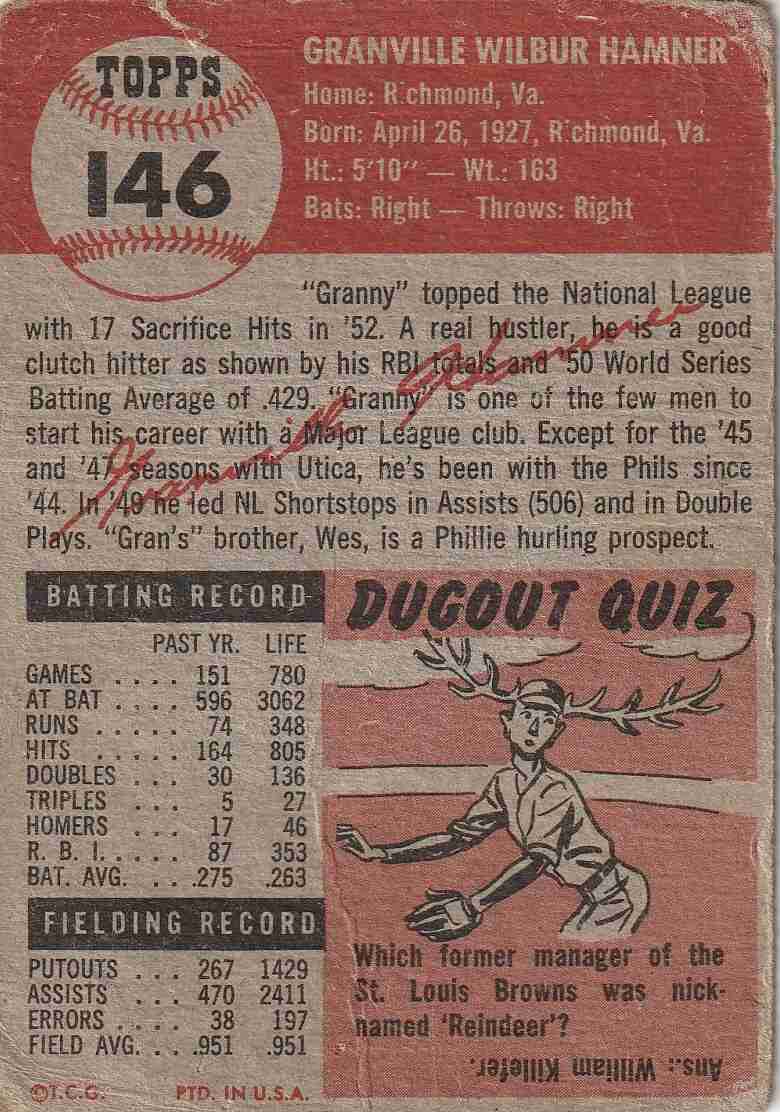 TOPPS
146
GRANVILLE WILBUR HAMNER
Home: Richmond, Va.
Born: April 26, 1927, Richmond, Va.
Ht.: 5'10" — Wt.: 163
Bats: Right — Throws: Right
"Granny" topped the National League
with 17 Sacrifice Hits in '52. A real hustler, he is a good
clutch hitter as shown by his RBI totals and '50 World Series
Batting Average of .429. "Granny" is one of the few men to
start his career with a Major League club. Except for the '45
and '47 seasons with Utica, he's been with the Phils since
'44. In '49 he led NL Shortstops in Assists (506) and in Double
Plays. "Gran's" brother, Wes, is a Phillie hurling prospect.
Granville Hamner
BATTING RECORD
PAST YR. LIFE
GAMES . . . . 151 780
AT BAT . . . . 596 3062
RUNS . . . . . 74 348
HITS . . . . . 164 805
DOUBLES . . . 30 136
TRIPLES . . . 5 27
HOMERS . . . 17 46
R. B. I. . . . . 87 353
BAT. AVG. . . .275 .263
FIELDING RECORD
PUTOUTS . . . 267 1429
ASSISTS . . . 470 2411
ERRORS . . . . 38 197
FIELD AVG. . . .951 .951
DUGOUT QUIZ
Which former manager of the
St. Louis Browns was nick-
named 'Reindeer'?
Ans.: William Killefer.
©T.C.G. PTD. IN U.S.A.